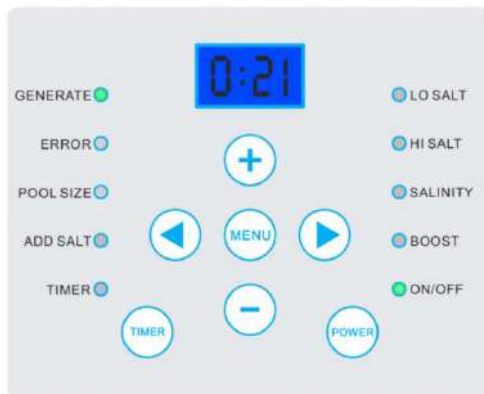 0:21
GENERATE
LO SALT
ERROR
+
HI SALT
POOL SIZE
SALINITY
ADD SALT
MENU
BOOST
TIMER
-
ON/OFF
TIMER
POWER